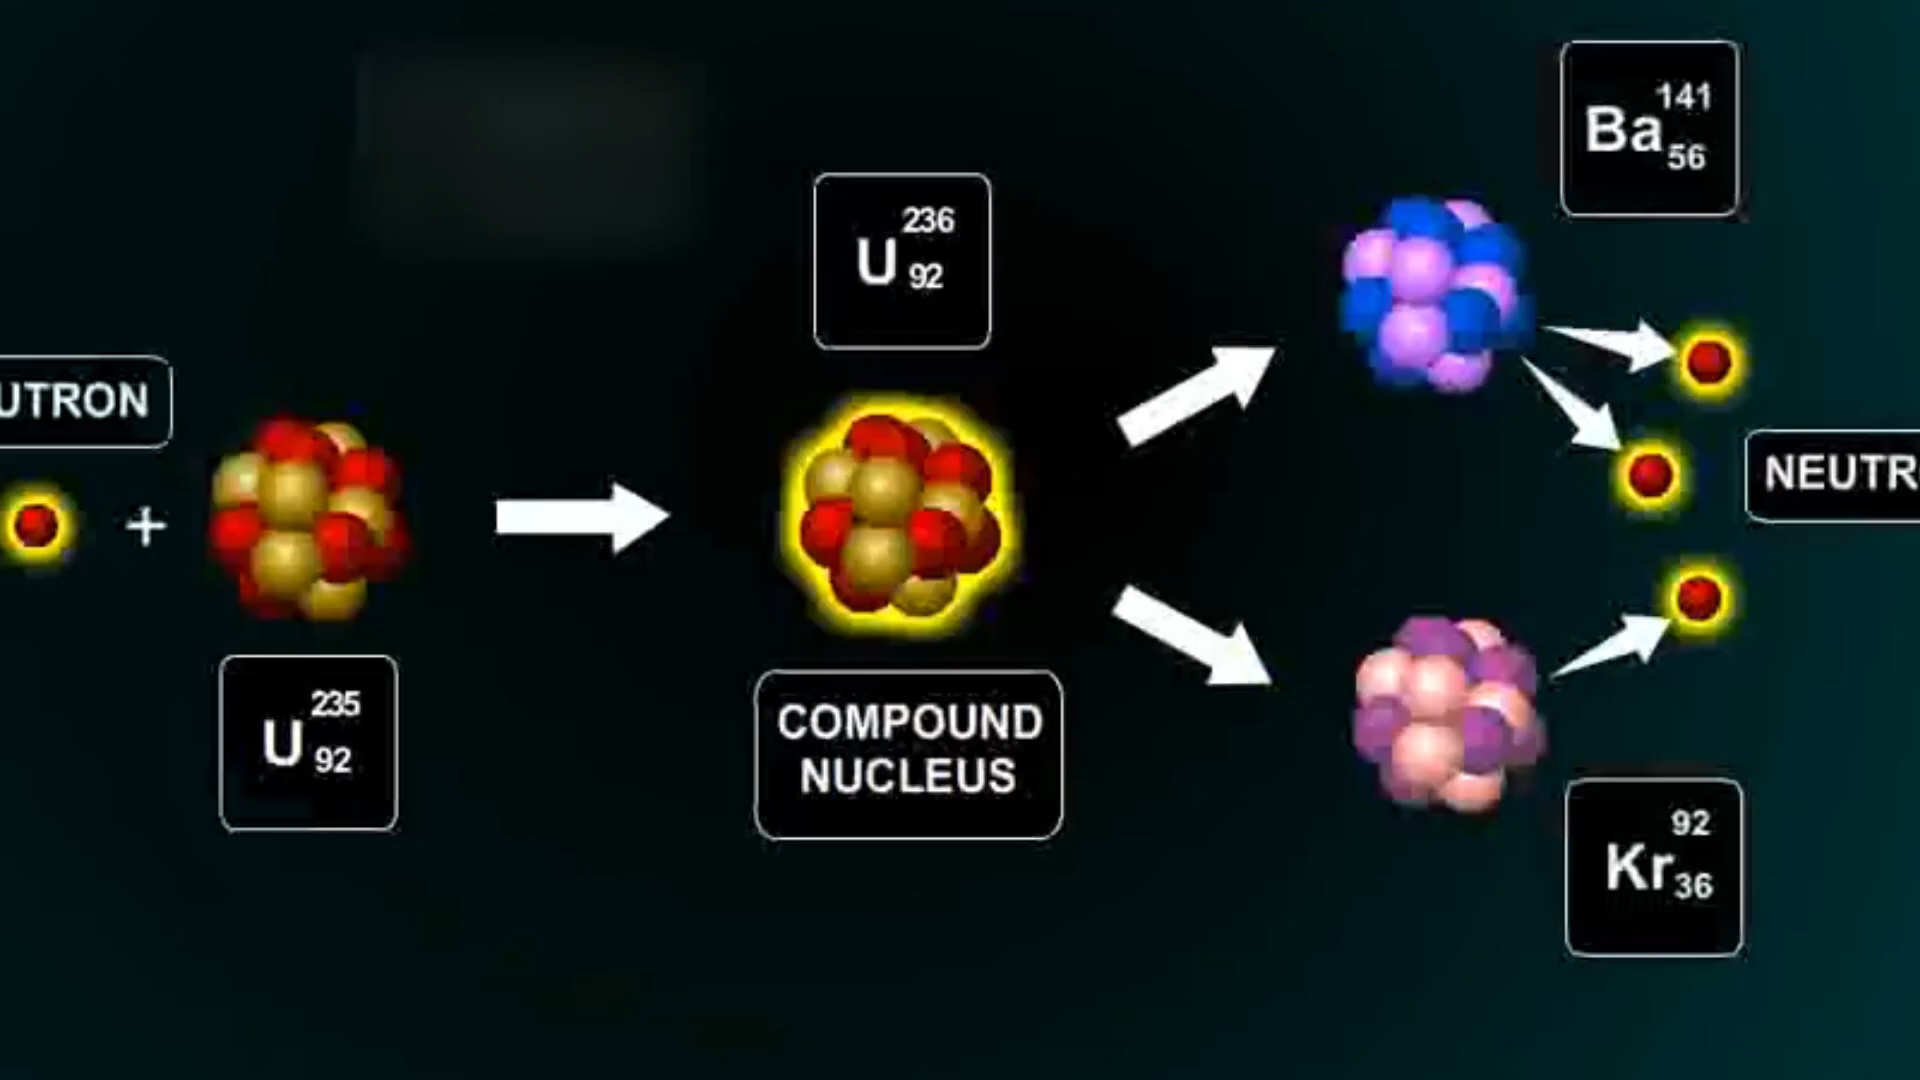 UTRON
+
U 235 92
U 236 92
COMPOUND
NUCLEUS
Ba 141 56
NEUTR
Kr 92 36